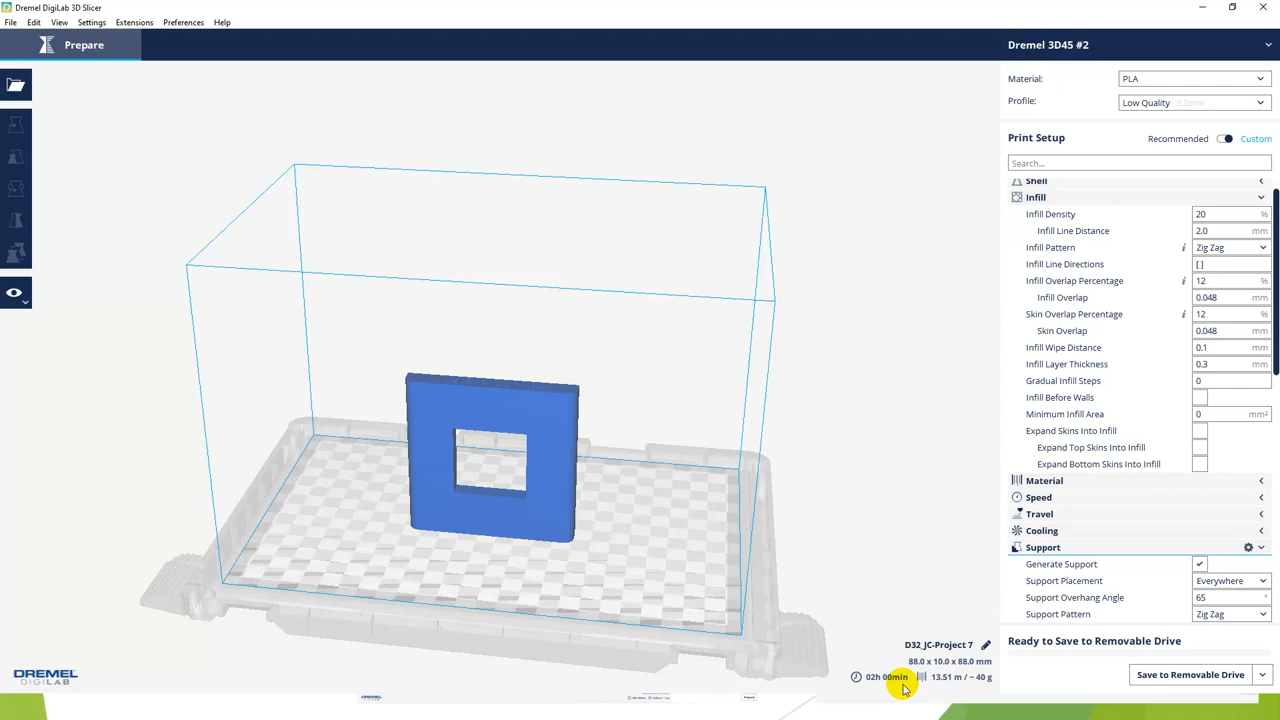 Dremel DigiLab 3D Slicer
File Edit View Settings Extensions Preferences Help
Prepare
Dremel 3D45 #2
Material: PLA
Profile: Low Quality - 0.3mm
Print Setup Recommended Custom
Search...
Shell
Infill
Infill Density 20 %
Infill Line Distance 2.0 mm
Infill Pattern i Zig Zag
Infill Line Directions [ ]
Infill Overlap Percentage i 12 %
Infill Overlap 0.048 mm
Skin Overlap Percentage i 12 %
Skin Overlap 0.048 mm
Infill Wipe Distance 0.1 mm
Infill Layer Thickness 0.3 mm
Gradual Infill Steps 0
Infill Before Walls
Minimum Infill Area 0 mm²
Expand Skins Into Infill
Expand Top Skins Into Infill
Expand Bottom Skins Into Infill
Material
Speed
Travel
Cooling
Support
Generate Support
Support Placement Everywhere
Support Overhang Angle 65 °
Support Pattern Zig Zag
D32_JC-Project 7
88.0 x 10.0 x 88.0 mm
02h 00min 13.51 m / ~ 40 g
Ready to Save to Removable Drive
Save to Removable Drive
DREMEL
DIGILAB
DREMEL